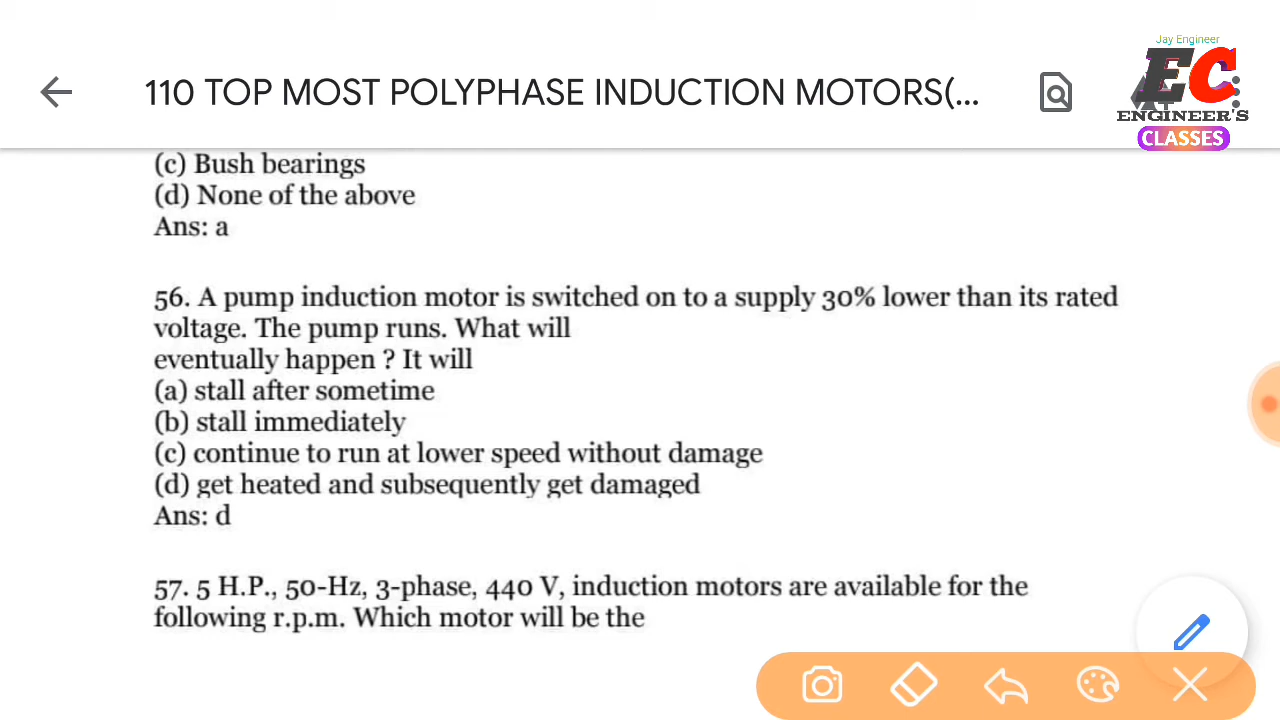 Jay Engineer
EC
ENGINEER'S
CLASSES
110 TOP MOST POLYPHASE INDUCTION MOTORS(...
(c) Bush bearings
(d) None of the above
Ans: a
56. A pump induction motor is switched on to a supply 30% lower than its rated
voltage. The pump runs. What will
eventually happen ? It will
(a) stall after sometime
(b) stall immediately
(c) continue to run at lower speed without damage
(d) get heated and subsequently get damaged
Ans: d
57. 5 H.P., 50-Hz, 3-phase, 440 V, induction motors are available for the
following r.p.m. Which motor will be the